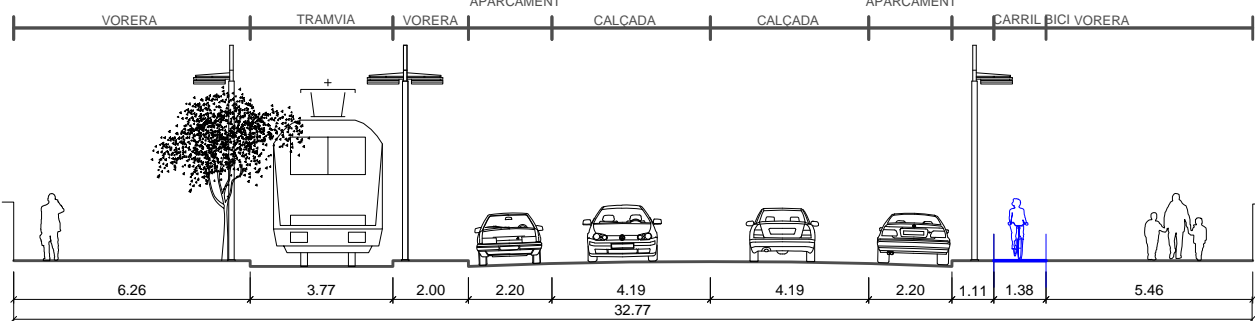 APARCAMENT APARCAMENT
VORERA TRAMVIA VORERA CALÇADA CALÇADA CARRIL BICI VORERA
6.26 3.77 2.00 2.20 4.19 4.19 2.20 1.11 1.38 5.46
32.77